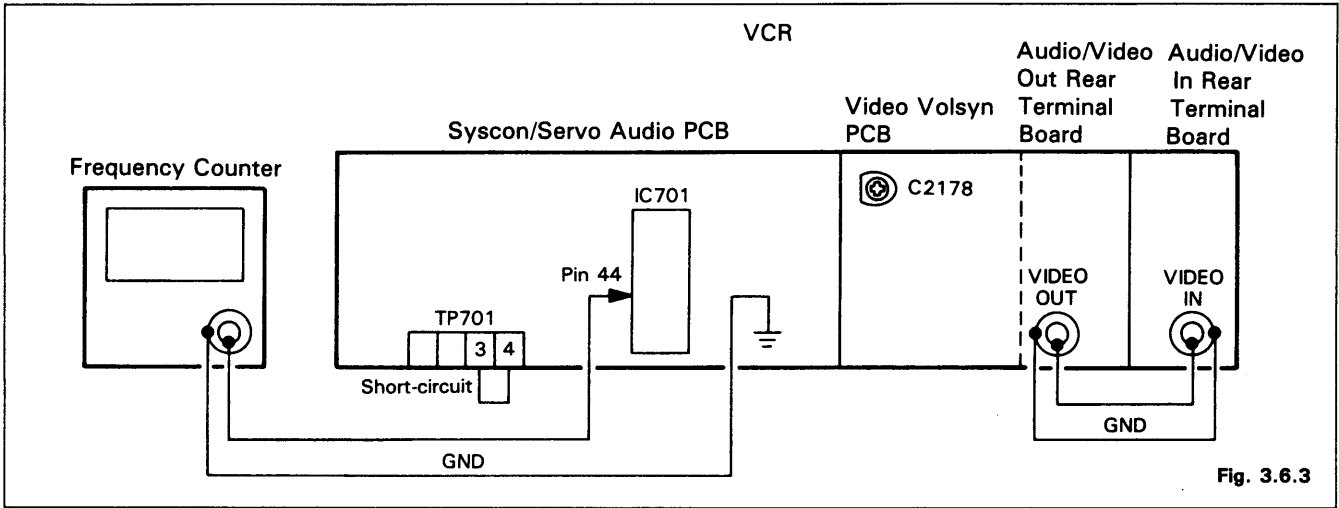 VCR
Audio/Video
Out Rear
Terminal
Board
Audio/Video
In Rear
Terminal
Board
Video Volsyn
PCB
Syscon/Servo Audio PCB
Frequency Counter
C2178
IC701
Pin 44
VIDEO
OUT
VIDEO
IN
TP701
3 4
Short-circuit
GND
GND
Fig. 3.6.3